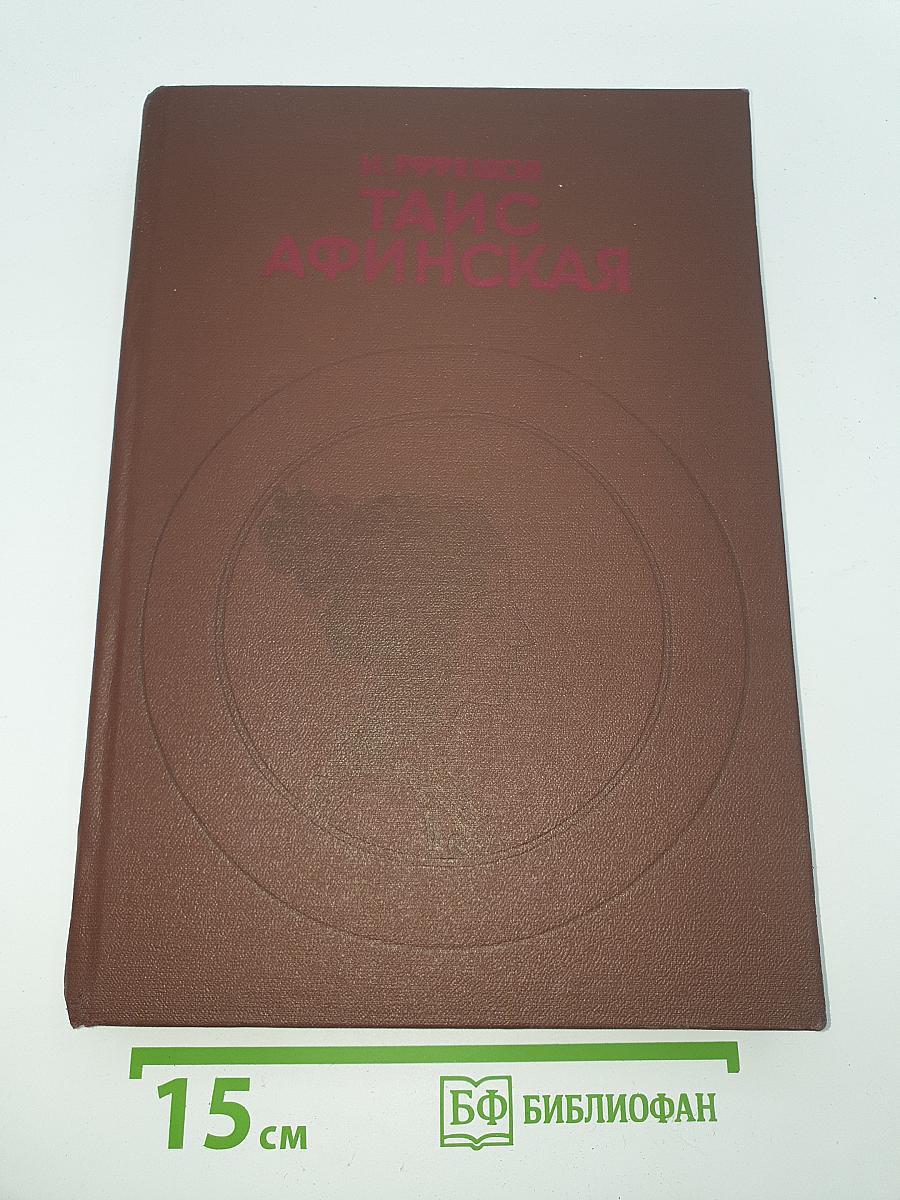 И. ЕФРЕМОВ
ТАИС
АФИНСКАЯ
15 см
БФ БИБЛИОФАН